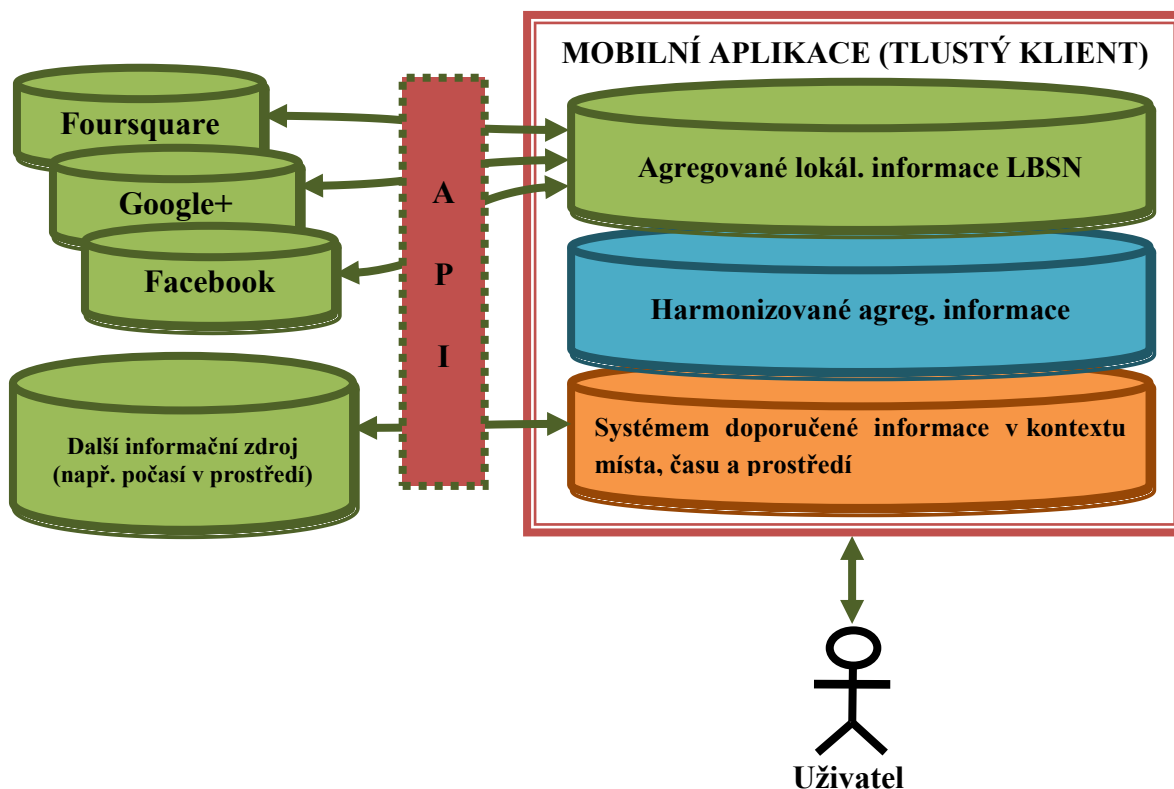 MOBILNÍ APLIKACE (TLUSTÝ KLIENT)
Foursquare
Google+
Facebook
Další informační zdroj
(např. počasí v prostředí)
A
P
I
Agregované lokál. informace LBSN
Harmonizované agreg. informace
Systémem doporučené informace v kontextu
místa, času a prostředí
Uživatel